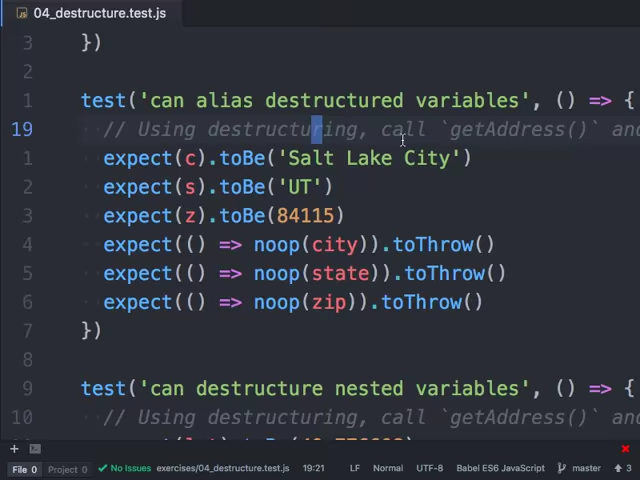 04_destructure.test.js
3 })
2
1 test('can alias destructured variables', () => {
19 // Using destructuring, call `getAddress()` and
1 expect(c).toBe('Salt Lake City')
2 expect(s).toBe('UT')
3 expect(z).toBe(84115)
4 expect(() => noop(city)).toThrow()
5 expect(() => noop(state)).toThrow()
6 expect(() => noop(zip)).toThrow()
7 })
8
9 test('can destructure nested variables', () => {
10 // Using destructuring, call `getAddress()` and
File 0 Project 0 No Issues exercises/04_destructure.test.js 19:21 LF Normal UTF-8 Babel ES6 JavaScript master 3